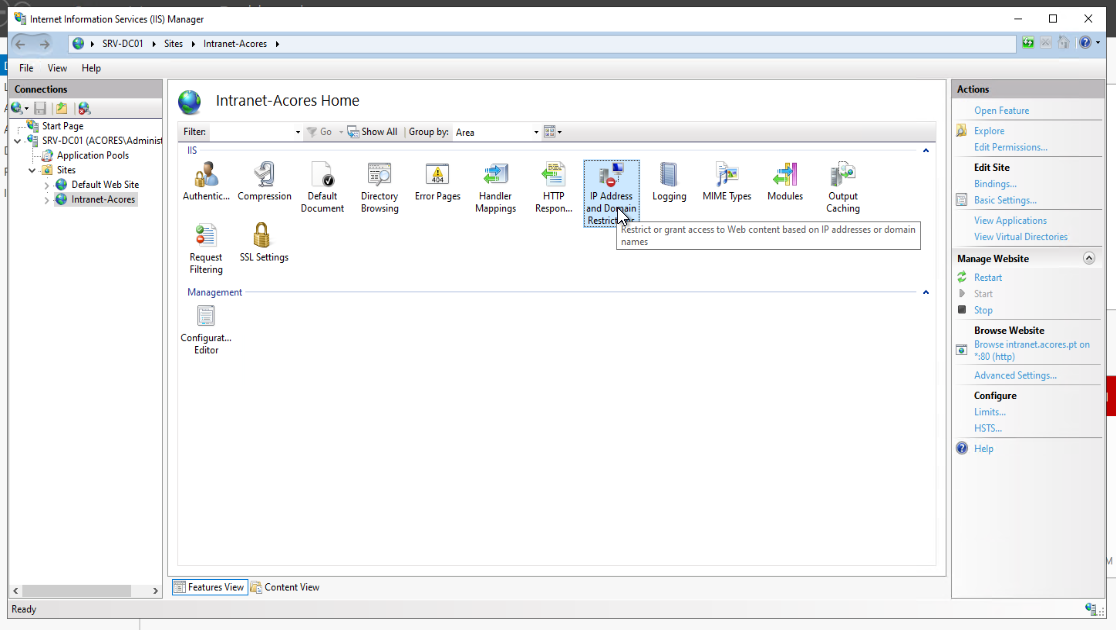 Internet Information Services (IIS) Manager
SRV-DC01
Sites
Intranet-Acores
File
View
Help
Connections
Start Page
SRV-DC01 (ACORES\Administ
Application Pools
Sites
Default Web Site
Intranet-Acores
Intranet-Acores Home
Filter:
Go
Show All
Group by:
Area
IIS
Authentic...
Compression
Default
Document
Directory
Browsing
Error Pages
Handler
Mappings
HTTP
Respon...
IP Address
and Domain
Logging
MIME Types
Modules
Output
Caching
Restrict or grant access to Web content based on IP addresses or domain
names
Request
Filtering
SSL Settings
Management
Configurat...
Editor
Features View
Content View
Actions
Open Feature
Explore
Edit Permissions...
Edit Site
Bindings...
Basic Settings...
View Applications
View Virtual Directories
Manage Website
Restart
Start
Stop
Browse Website
Browse intranet.acores.pt on
*:80 (http)
Advanced Settings...
Configure
Limits...
HSTS...
Help
Ready